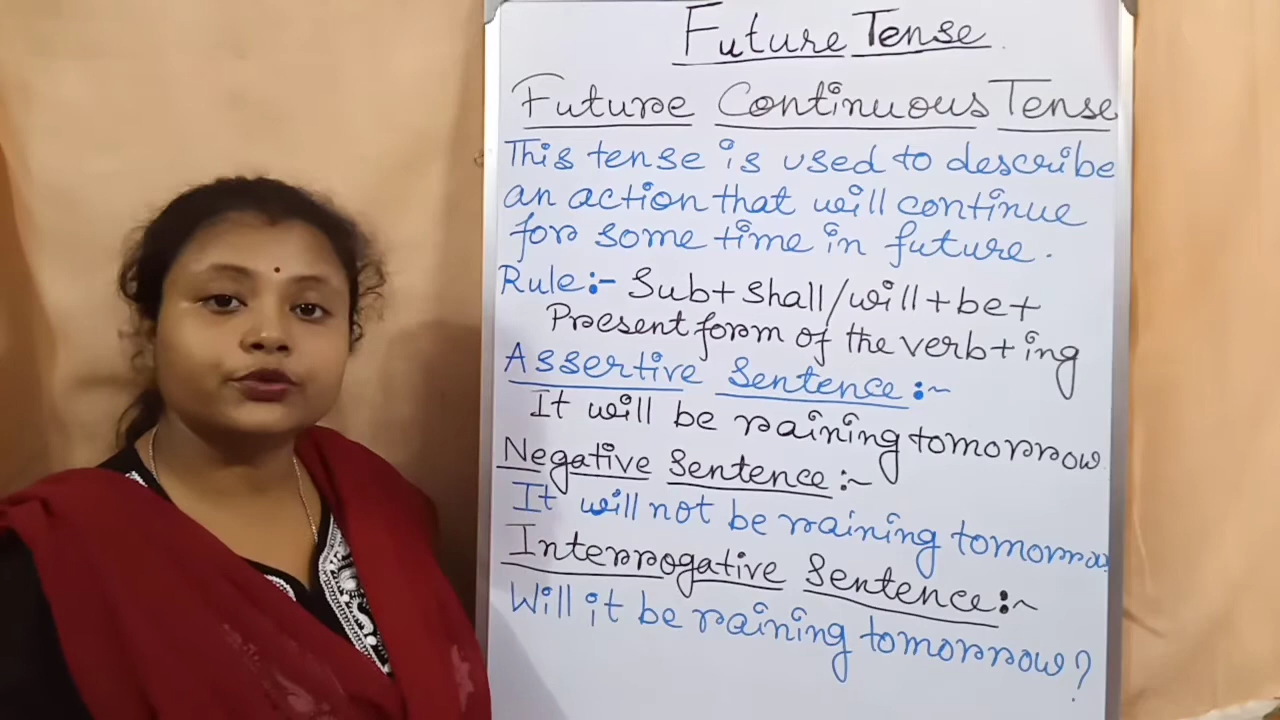 Future Tense
Future Continuous Tense
This tense is used to describe
an action that will continue
for some time in future.
Rule:- Sub+Shall/will+be+
Present form of the verb+ing
Assertive Sentence:~
It will be raining tomorrow.
Negative Sentence:~
It will not be raining tomorrow.
Interrogative Sentence:~
Will it be raining tomorrow?